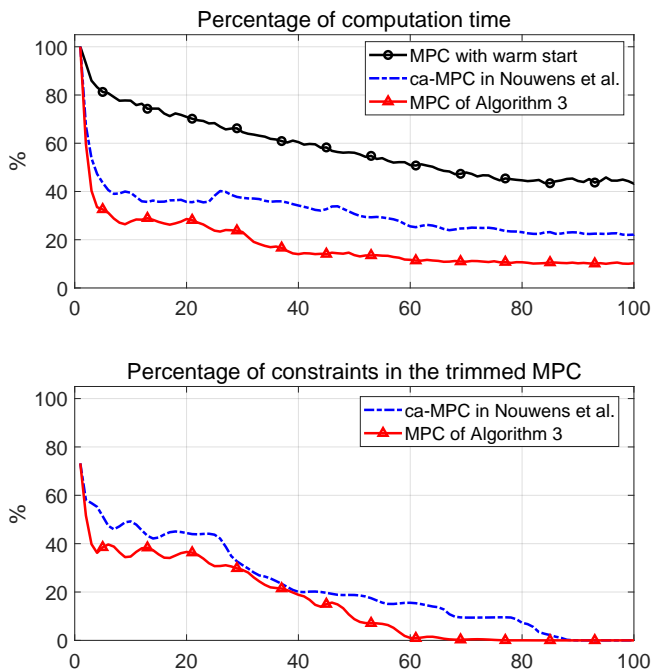 Percentage of computation time
100
80
60
40
20
0
%
MPC with warm start
ca-MPC in Nouwens et al.
MPC of Algorithm 3
0 20 40 60 80 100
Percentage of constraints in the trimmed MPC
100
80
60
40
20
0
%
ca-MPC in Nouwens et al.
MPC of Algorithm 3
0 20 40 60 80 100